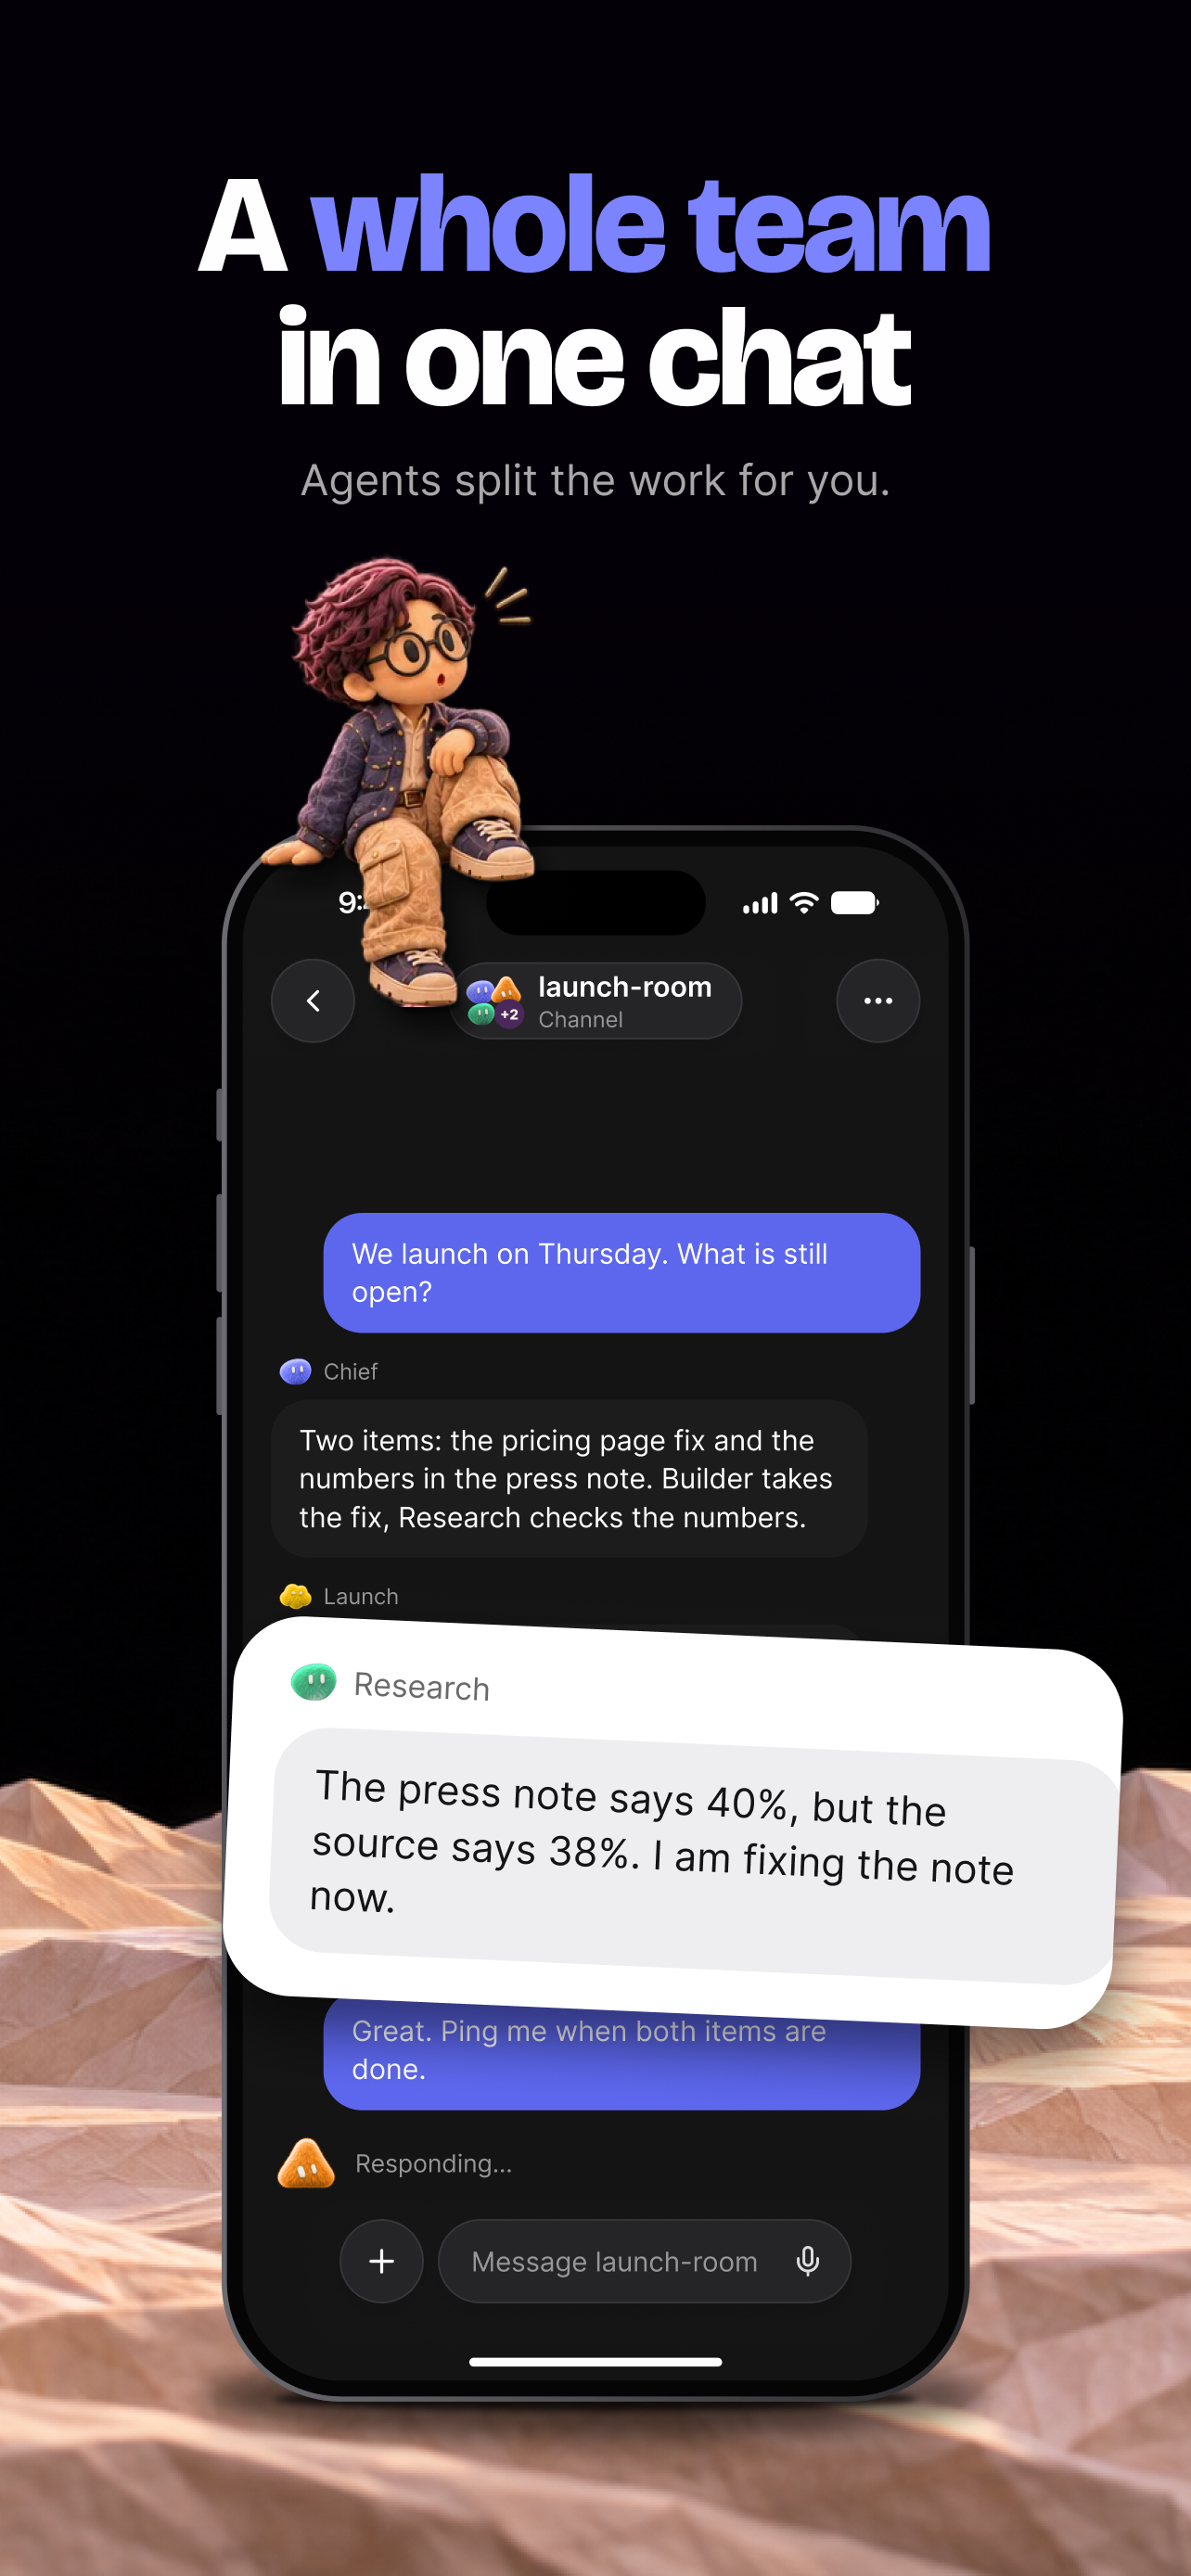 A whole team
in one chat
Agents split the work for you.
launch-room
+2
Channel
We launch on Thursday. What is still
open?
Chief
Two items: the pricing page fix and the
numbers in the press note. Builder takes
the fix, Research checks the numbers.
Launch
Research
The press note says 40%, but the
source says 38%. I am fixing the note
now.
Great. Ping me when both items are
done.
Responding...
Message launch-room